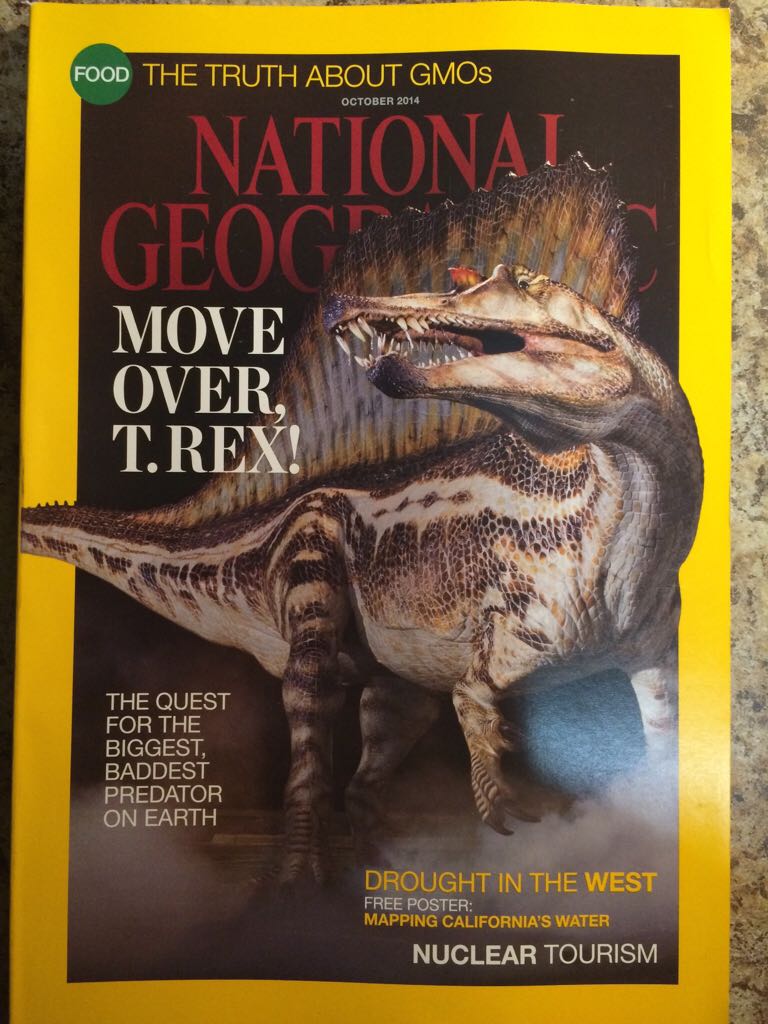 FOOD THE TRUTH ABOUT GMOs
OCTOBER 2014
NATIONAL
GEOGRAPHIC
MOVE
OVER,
T. REX!
THE QUEST
FOR THE
BIGGEST,
BADDEST
PREDATOR
ON EARTH
DROUGHT IN THE WEST
FREE POSTER:
MAPPING CALIFORNIA'S WATER
NUCLEAR TOURISM